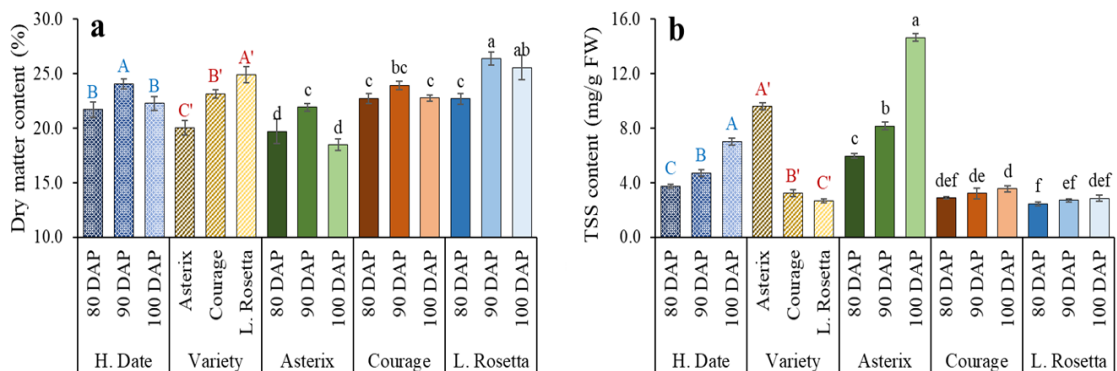 a
Dry matter content (%)
30.0
25.0
20.0
15.0
10.0
B
A
B
C'
B'
A'
d
c
d
c
bc
c
c
a
ab
80 DAP
90 DAP
100 DAP
Asterix
Courage
L. Rosetta
80 DAP
90 DAP
100 DAP
80 DAP
90 DAP
100 DAP
80 DAP
90 DAP
100 DAP
H. Date Variety Asterix Courage L. Rosetta
b
TSS content (mg/g FW)
16.0
12.0
8.0
4.0
0.0
C
B
A
A'
B'
C'
c
b
a
def
de
d
f
ef
def
80 DAP
90 DAP
100 DAP
Asterix
Courage
L. Rosetta
80 DAP
90 DAP
100 DAP
80 DAP
90 DAP
100 DAP
80 DAP
90 DAP
100 DAP
H. Date Variety Asterix Courage L. Rosetta